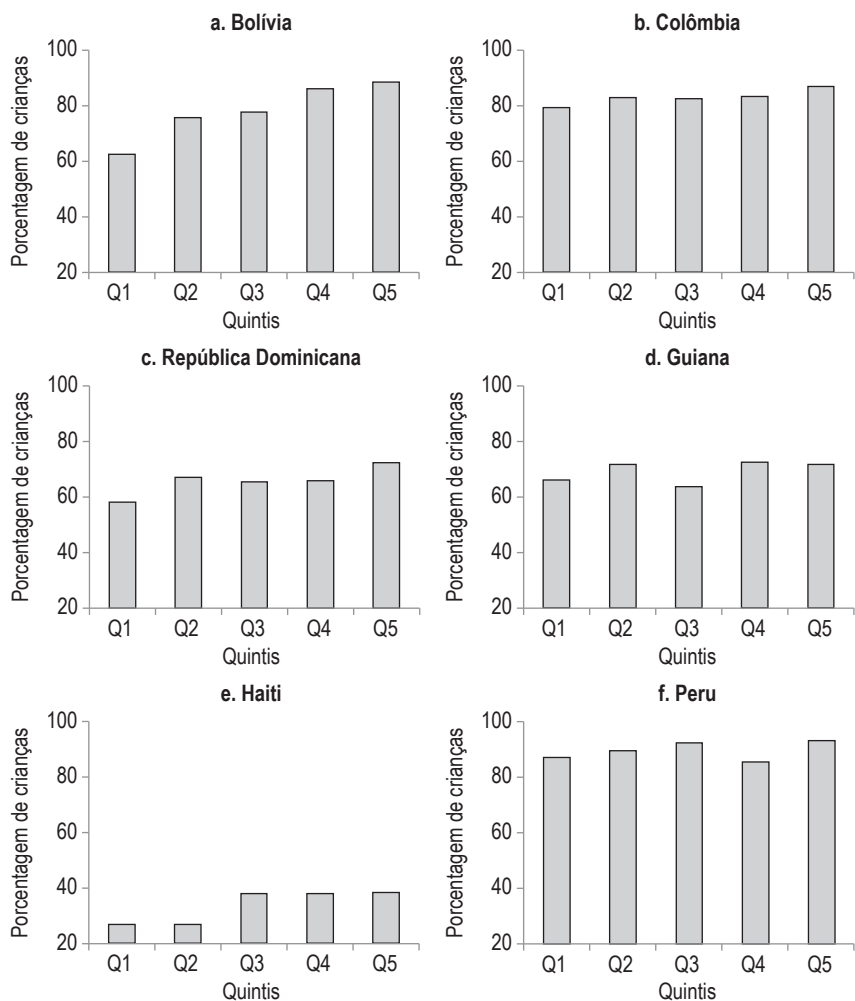 a. Bolívia
Porcentagem de crianças
100
80
60
40
20
Q1 Q2 Q3 Q4 Q5
Quintis
b. Colômbia
Porcentagem de crianças
100
80
60
40
20
Q1 Q2 Q3 Q4 Q5
Quintis
c. República Dominicana
Porcentagem de crianças
100
80
60
40
20
Q1 Q2 Q3 Q4 Q5
Quintis
d. Guiana
Porcentagem de crianças
100
80
60
40
20
Q1 Q2 Q3 Q4 Q5
Quintis
e. Haiti
Porcentagem de crianças
100
80
60
40
20
Q1 Q2 Q3 Q4 Q5
Quintis
f. Peru
Porcentagem de crianças
100
80
60
40
20
Q1 Q2 Q3 Q4 Q5
Quintis